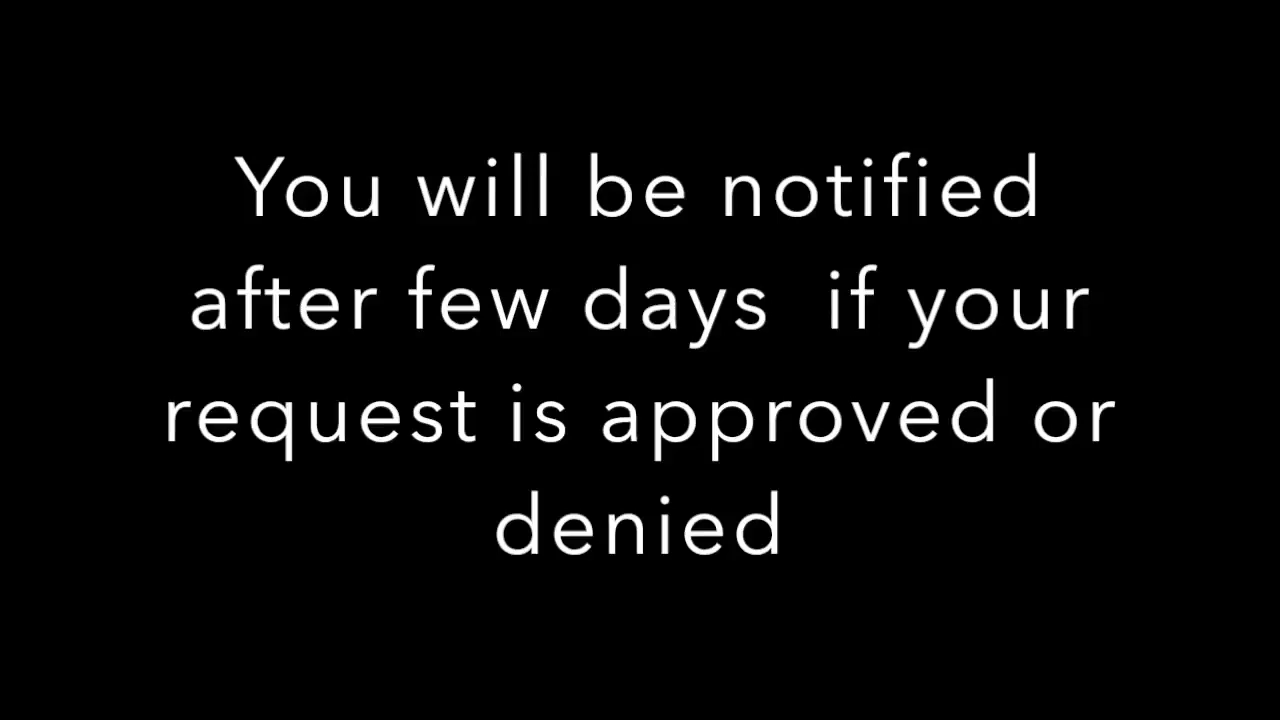 You will be notified
after few days  if your
request is approved or
denied